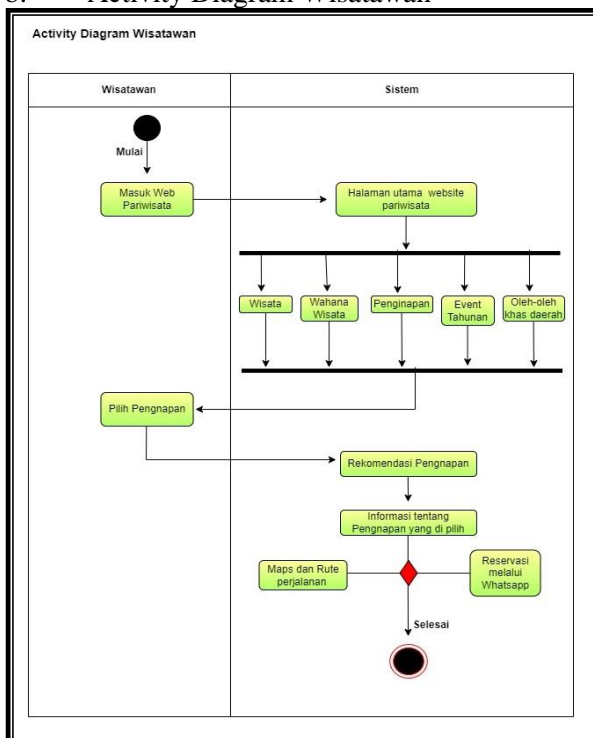 8. Activity Diagram Wisatawan
Activity Diagram Wisatawan
Wisatawan
Sistem
Mulai
Masuk Web
Pariwisata
Halaman utama website
pariwisata
Wisata
Wahana
Wisata
Penginapan
Event
Tahunan
Oleh-oleh
khas daerah
Pilih Pengnapan
Rekomendasi Pengnapan
Informasi tentang
Pengnapan yang di pilih
Maps dan Rute
perjalanan
Reservasi
melalui
Whatsapp
Selesai